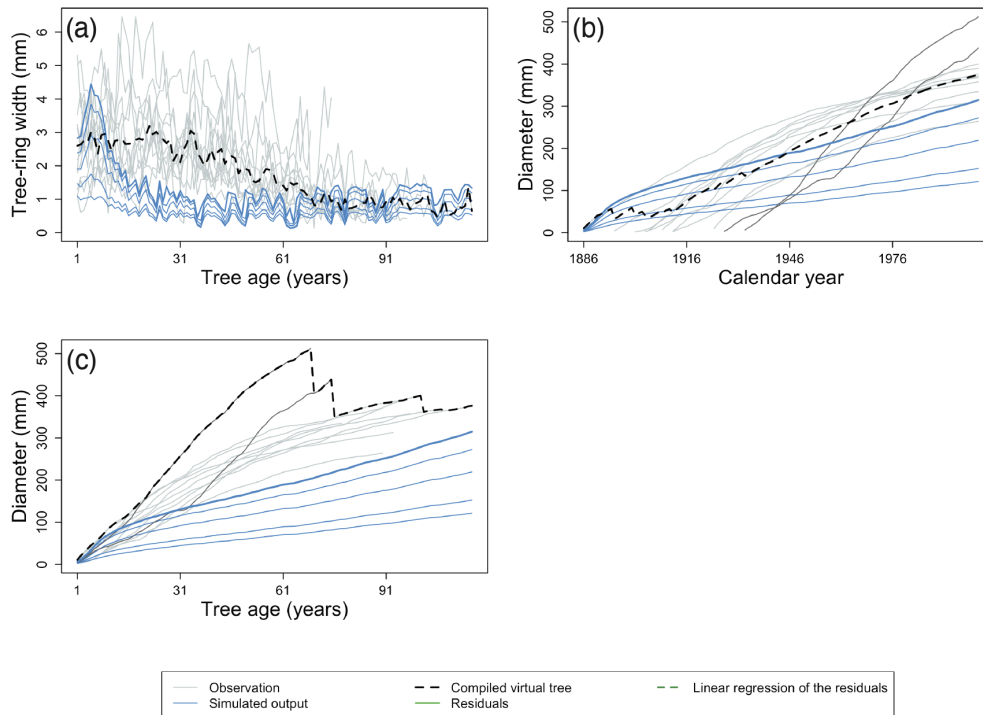 (a)
Tree-ring width (mm)
0 1 2 3 4 5 6
1 31 61 91
Tree age (years)
(b)
Diameter (mm)
0 100 200 300 400 500
1886 1916 1946 1976
Calendar year
(c)
Diameter (mm)
0 100 200 300 400 500
1 31 61 91
Tree age (years)
Observation
Simulated output
Compiled virtual tree
Residuals
Linear regression of the residuals